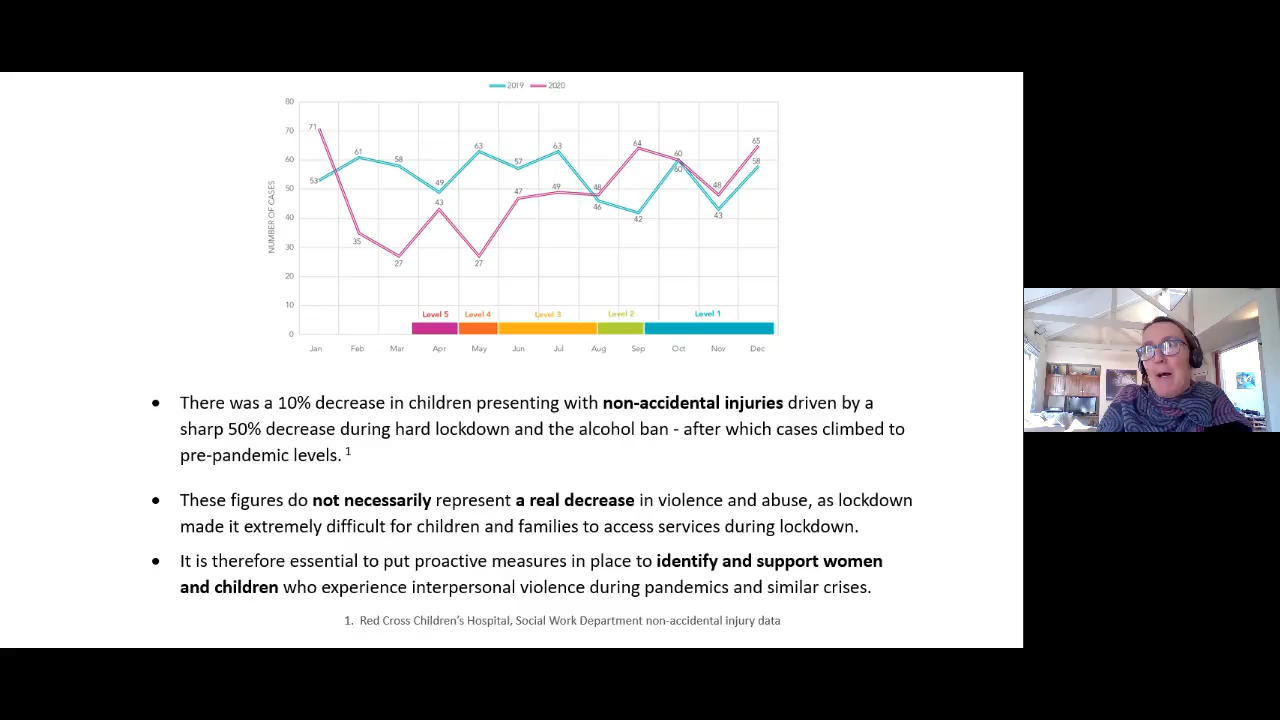 2019 2020
80
70
60
50
40
30
20
10
0
NUMBER OF CASES
53 61 58 49 63 57 63 46 42 60 43 58
71 35 27 43 27 47 49 48 64 60 48 65
Level 5 Level 4 Level 3 Level 2 Level 1
Jan Feb Mar Apr May Jun Jul Aug Sep Oct Nov Dec
• There was a 10% decrease in children presenting with non-accidental injuries driven by a
sharp 50% decrease during hard lockdown and the alcohol ban - after which cases climbed to
pre-pandemic levels. 1
• These figures do not necessarily represent a real decrease in violence and abuse, as lockdown
made it extremely difficult for children and families to access services during lockdown.
• It is therefore essential to put proactive measures in place to identify and support women
and children who experience interpersonal violence during pandemics and similar crises.
1. Red Cross Children's Hospital, Social Work Department non-accidental injury data